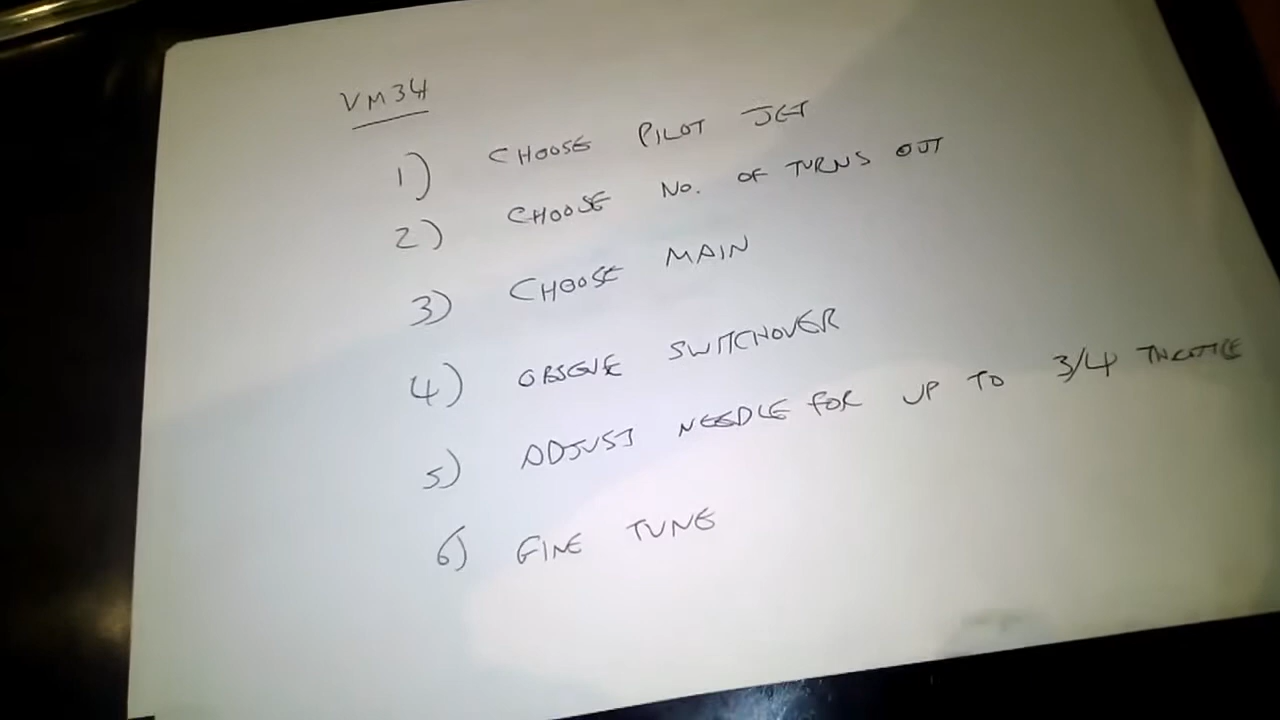 VM34
1) CHOOSE PILOT JET
2) CHOOSE No. OF TURNS OUT
3) CHOOSE MAIN
4) OBSERVE SWITCHOVER
5) ADJUST NEEDLE FOR UP TO 3/4 THROTTLE
6) FINE TUNE